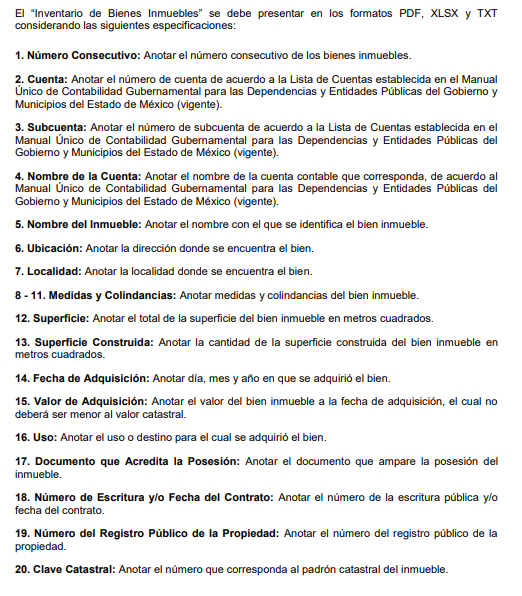 El “Inventario de Bienes Inmuebles” se debe presentar en los formatos PDF, XLSX y TXT
considerando las siguientes especificaciones:
1. Número Consecutivo: Anotar el número consecutivo de los bienes inmuebles.
2. Cuenta: Anotar el número de cuenta de acuerdo a la Lista de Cuentas establecida en el Manual
Único de Contabilidad Gubernamental para las Dependencias y Entidades Públicas del Gobierno y
Municipios del Estado de México (vigente).
3. Subcuenta: Anotar el número de subcuenta de acuerdo a la Lista de Cuentas establecida en el
Manual Único de Contabilidad Gubernamental para las Dependencias y Entidades Públicas del
Gobierno y Municipios del Estado de México (vigente).
4. Nombre de la Cuenta: Anotar el nombre de la cuenta contable que corresponda, de acuerdo al
Manual Único de Contabilidad Gubernamental para las Dependencias y Entidades Públicas del
Gobierno y Municipios del Estado de México (vigente).
5. Nombre del Inmueble: Anotar el nombre con el que se identifica el bien inmueble.
6. Ubicación: Anotar la dirección donde se encuentra el bien.
7. Localidad: Anotar la localidad donde se encuentra el bien.
8 - 11. Medidas y Colindancias: Anotar medidas y colindancias del bien inmueble.
12. Superficie: Anotar el total de la superficie del bien inmueble en metros cuadrados.
13. Superficie Construida: Anotar la cantidad de la superficie construida del bien inmueble en
metros cuadrados.
14. Fecha de Adquisición: Anotar día, mes y año en que se adquirió el bien.
15. Valor de Adquisición: Anotar el valor del bien inmueble a la fecha de adquisición, el cual no
deberá ser menor al valor catastral.
16. Uso: Anotar el uso o destino para el cual se adquirió el bien.
17. Documento que Acredita la Posesión: Anotar el documento que ampare la posesión del
inmueble.
18. Número de Escritura y/o Fecha del Contrato: Anotar el número de la escritura pública y/o
fecha del contrato.
19. Número del Registro Público de la Propiedad: Anotar el número del registro público de la
propiedad.
20. Clave Catastral: Anotar el número que corresponda al padrón catastral del inmueble.